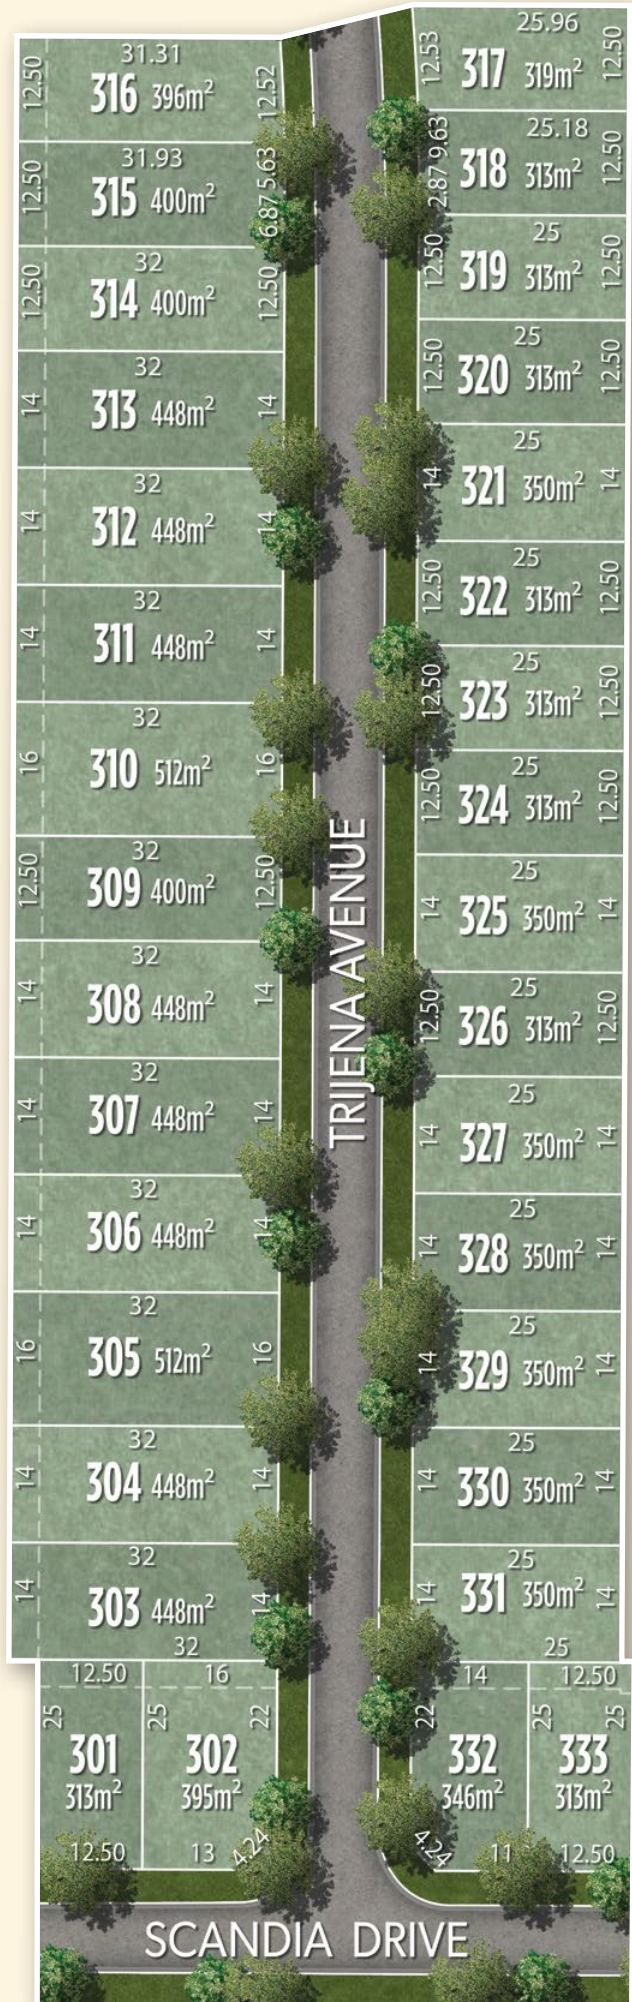 31.31
12.50 316 396m² 12.52
31.93
12.50 315 400m² 6.87 5.63
32
12.50 314 400m² 12.50
32
14 313 448m² 14
32
14 312 448m² 14
32
14 311 448m² 14
32
16 310 512m² 16
32
12.50 309 400m² 12.50
32
14 308 448m² 14
32
14 307 448m² 14
32
14 306 448m² 14
32
16 305 512m² 16
32
14 304 448m² 14
32
14 303 448m² 14
32
12.50 16
25 25 22
301 302
313m² 395m²
12.50 13 4.24
TRIJENA AVENUE
25.96
12.53 317 319m² 12.50
25.18
2.87 9.63 318 313m² 12.50
25
12.50 319 313m² 12.50
25
12.50 320 313m² 12.50
25
14 321 350m² 14
25
12.50 322 313m² 12.50
25
12.50 323 313m² 12.50
25
12.50 324 313m² 12.50
25
14 325 350m² 14
25
12.50 326 313m² 12.50
25
14 327 350m² 14
25
14 328 350m² 14
25
14 329 350m² 14
25
14 330 350m² 14
25
14 331 350m² 14
25
14 12.50
22 25 25
332 333
346m² 313m²
4.24 11 12.50
SCANDIA DRIVE